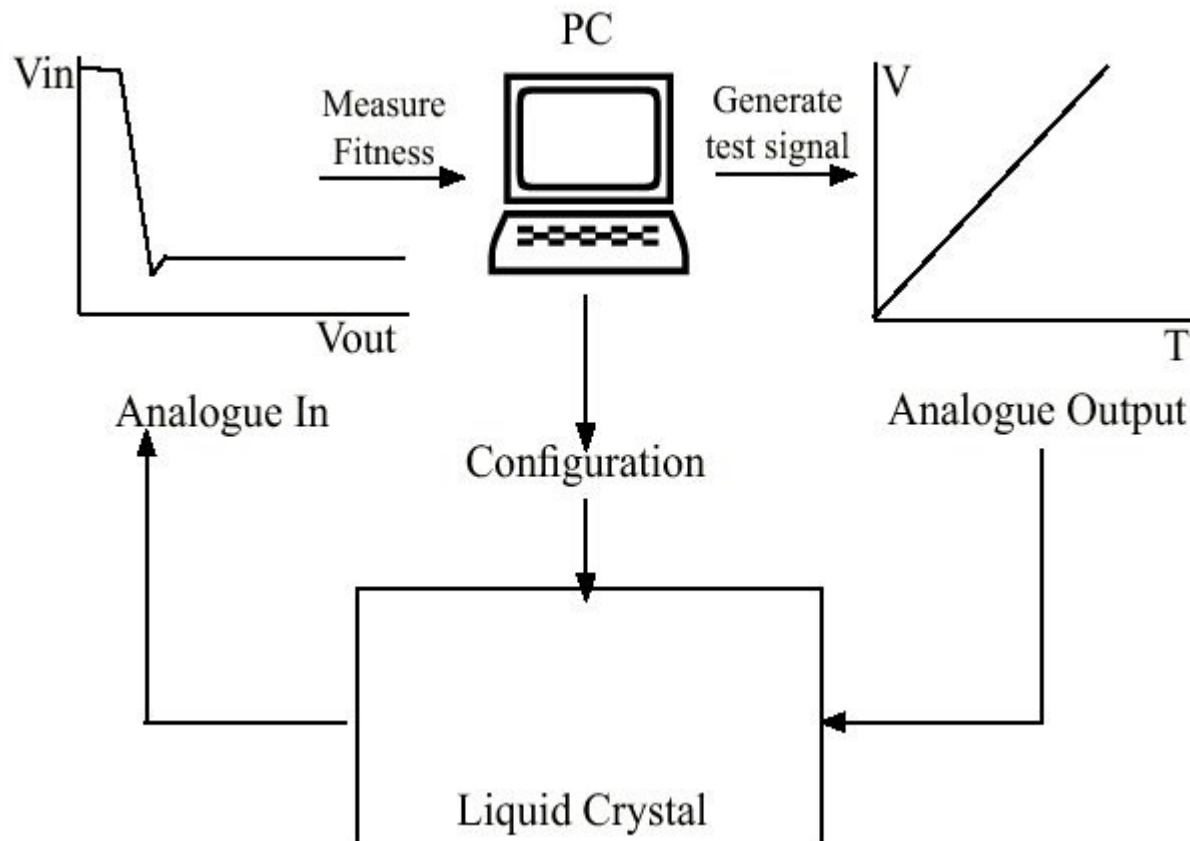 PC
Vin
Measure
Fitness
Generate
test signal
V
Vout
T
Analogue In
Analogue Output
Configuration
Liquid Crystal